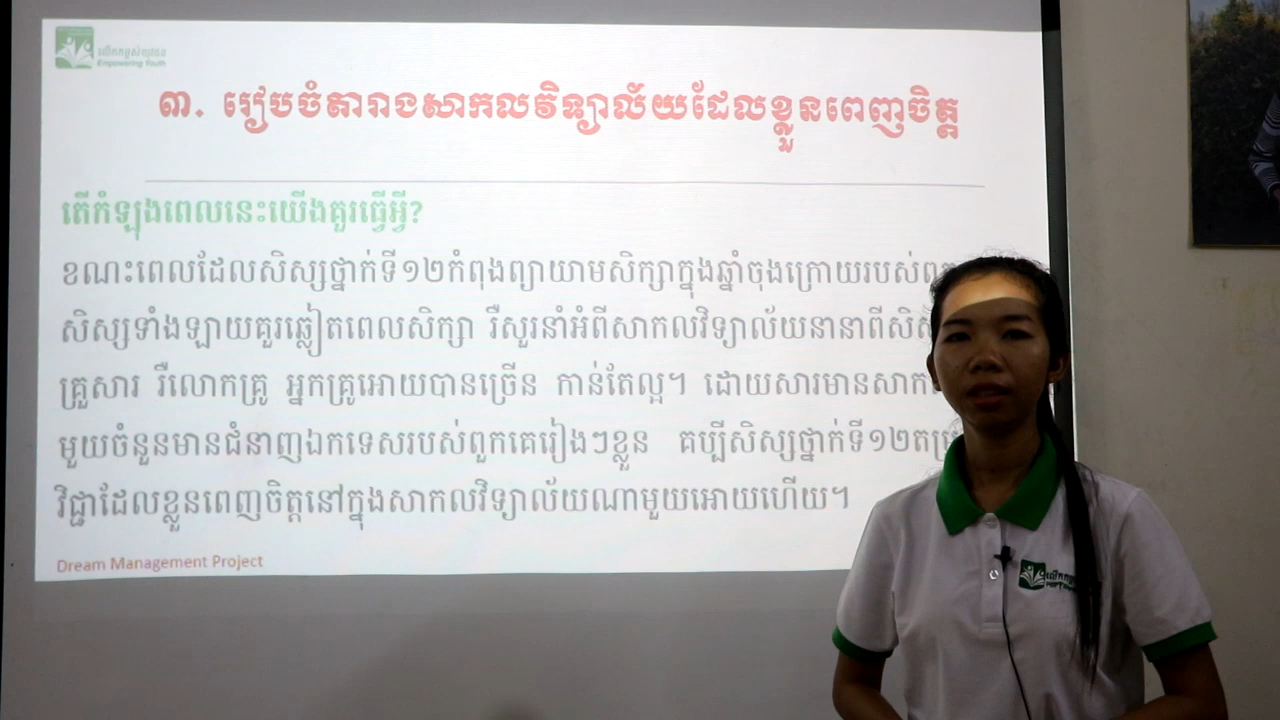 លើកកម្ពស់យុវជន
Empowering Youth
៣. រៀបចំតារាងសាកលវិទ្យាល័យដែលខ្លួនពេញចិត្ត
តើកំឡុងពេលនេះយើងគួរធ្វើអ្វី?
ខណះពេលដែលសិស្សថ្នាក់ទី១២កំពុងព្យាយាមសិក្សាក្នុងឆ្នាំចុងក្រោយរបស់
សិស្សទាំងឡាយគួរឆ្លៀតពេលសិក្សា រឺសួរនាំអំពីសាកលវិទ្យាល័យនានាពី
គ្រួសារ រឺលោកគ្រូ អ្នកគ្រូអោយបានច្រើន កាន់តែល្អ។ ដោយសារមាន
មួយចំនួនមានជំនាញឯកទេសរបស់ពួកគេរៀងៗខ្លួន គប្បីសិស្សថ្នាក់ទី១២
វិជ្ជាដែលខ្លួនពេញចិត្តនៅក្នុងសាកលវិទ្យាល័យណាមួយអោយហើយ។
Dream Management Project